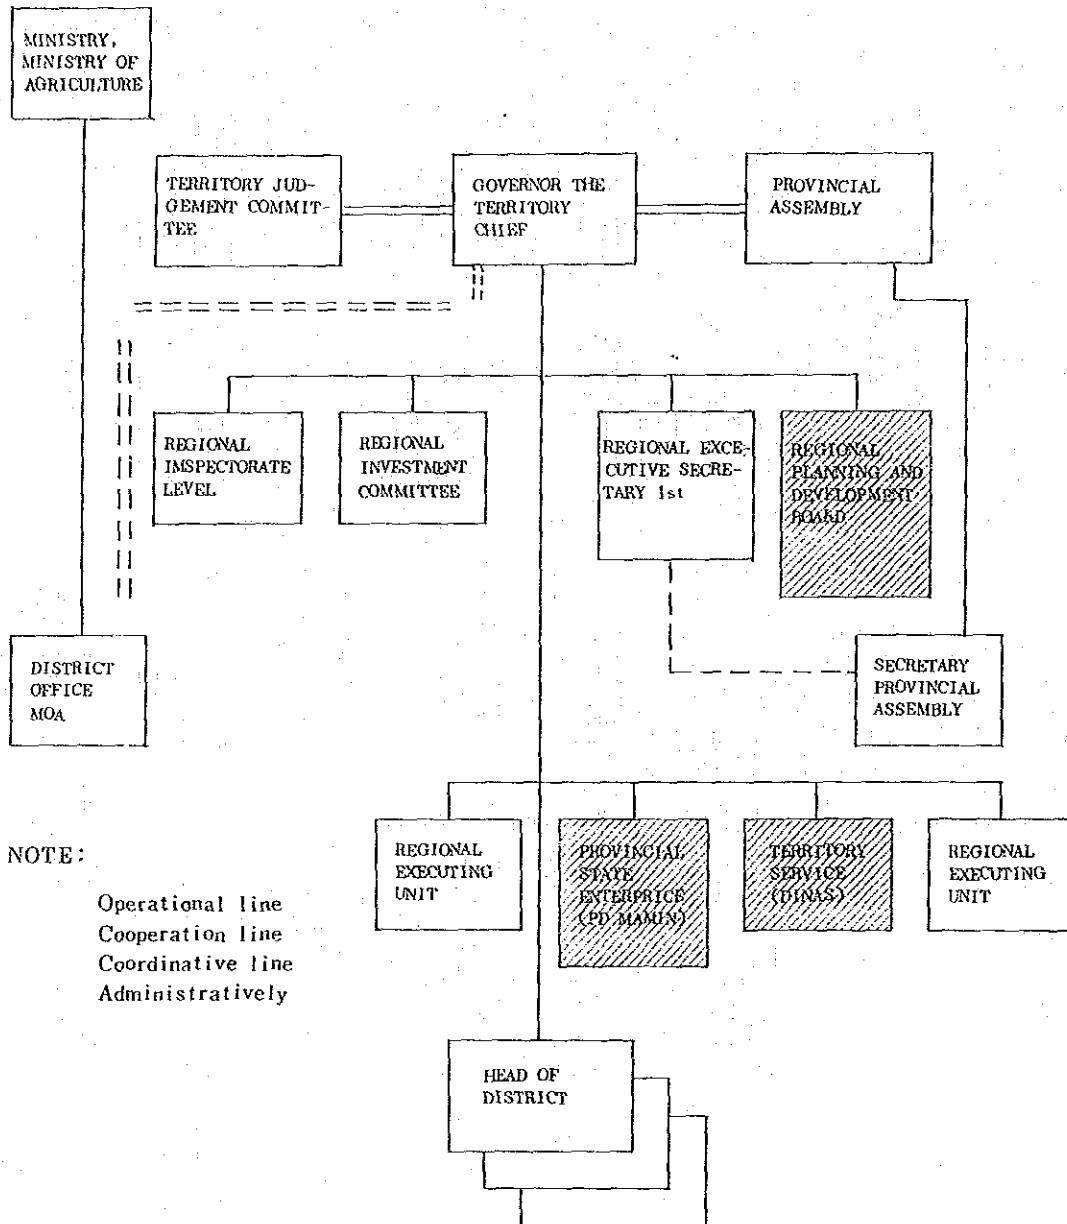 MINISTRY,
MINISTRY OF
AGRICULTURE
TERRITORY JUD-
GEMENT COMMIT-
TEE
GOVERNOR THE
TERRITORY
CHIEF
PROVINCIAL
ASSEMBLY
REGIONAL
IMSPECTORATE
LEVEL
REGIONAL
INVESTMENT
COMMITTEE
REGIONAL EXCE-
CUTIVE SECRE-
TARY 1st
REGIONAL
PLANNING AND
DEVELOPMENT
BOARD
DISTRICT
OFFICE
MOA
SECRETARY
PROVINCIAL
ASSEMBLY
REGIONAL
EXECUTING
UNIT
PROVINCIAL
STATE
ENTERPRICE
(PD MAMIN)
TERRITORY
SERVICE
(DINAS)
REGIONAL
EXECUTING
UNIT
NOTE:
Operational line
Cooperation line
Coordinative line
Administratively
HEAD OF
DISTRICT